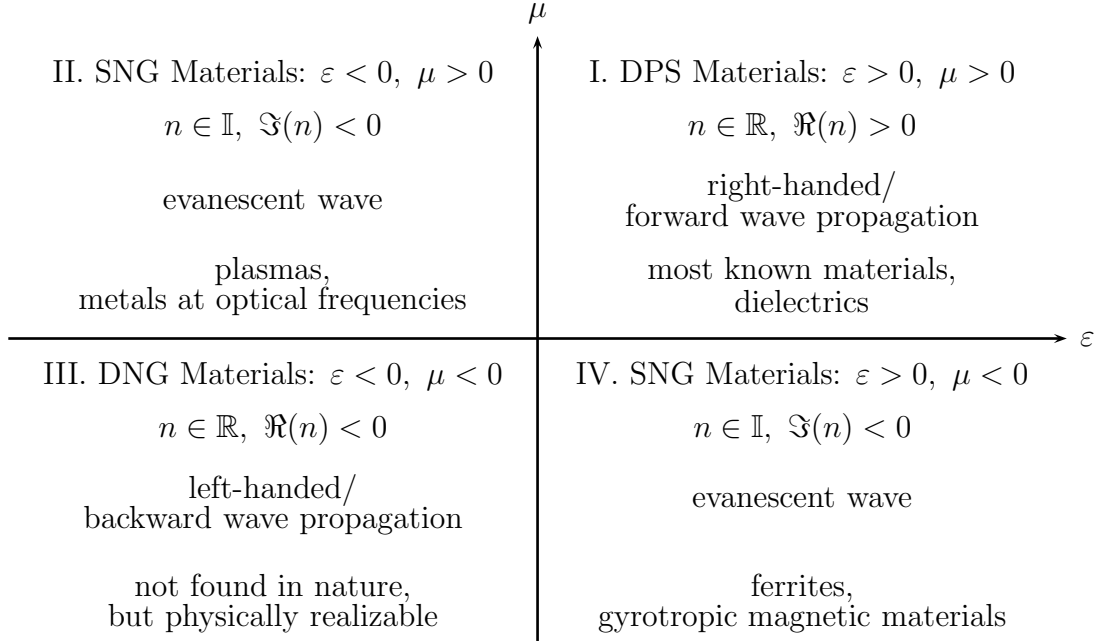 μ
II. SNG Materials: ε < 0, μ > 0
n ∈ 𝕀, ℑ(n) < 0
evanescent wave
plasmas,
metals at optical frequencies
I. DPS Materials: ε > 0, μ > 0
n ∈ ℝ, ℜ(n) > 0
right-handed/
forward wave propagation
most known materials,
dielectrics
ε
III. DNG Materials: ε < 0, μ < 0
n ∈ ℝ, ℜ(n) < 0
left-handed/
backward wave propagation
not found in nature,
but physically realizable
IV. SNG Materials: ε > 0, μ < 0
n ∈ 𝕀, ℑ(n) < 0
evanescent wave
ferrites,
gyrotropic magnetic materials